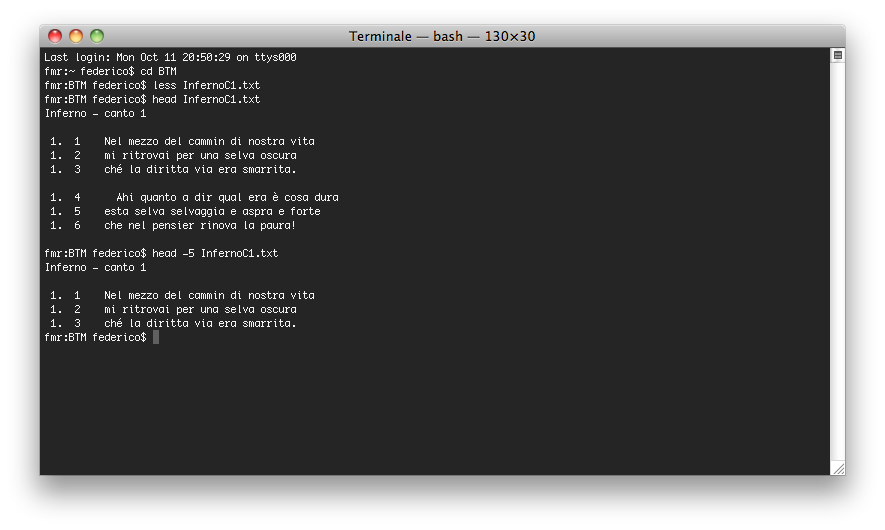 Terminale — bash — 130×30
Last login: Mon Oct 11 20:50:29 on ttys000
fmr:~ federico$ cd BTM
fmr:BTM federico$ less InfernoC1.txt
fmr:BTM federico$ head InfernoC1.txt
Inferno - canto 1
1. 1 Nel mezzo del cammin di nostra vita
1. 2 mi ritrovai per una selva oscura
1. 3 ché la diritta via era smarrita.
1. 4 Ahi quanto a dir qual era è cosa dura
1. 5 esta selva selvaggia e aspra e forte
1. 6 che nel pensier rinova la paura!
fmr:BTM federico$ head -5 InfernoC1.txt
Inferno - canto 1
1. 1 Nel mezzo del cammin di nostra vita
1. 2 mi ritrovai per una selva oscura
1. 3 ché la diritta via era smarrita.
fmr:BTM federico$